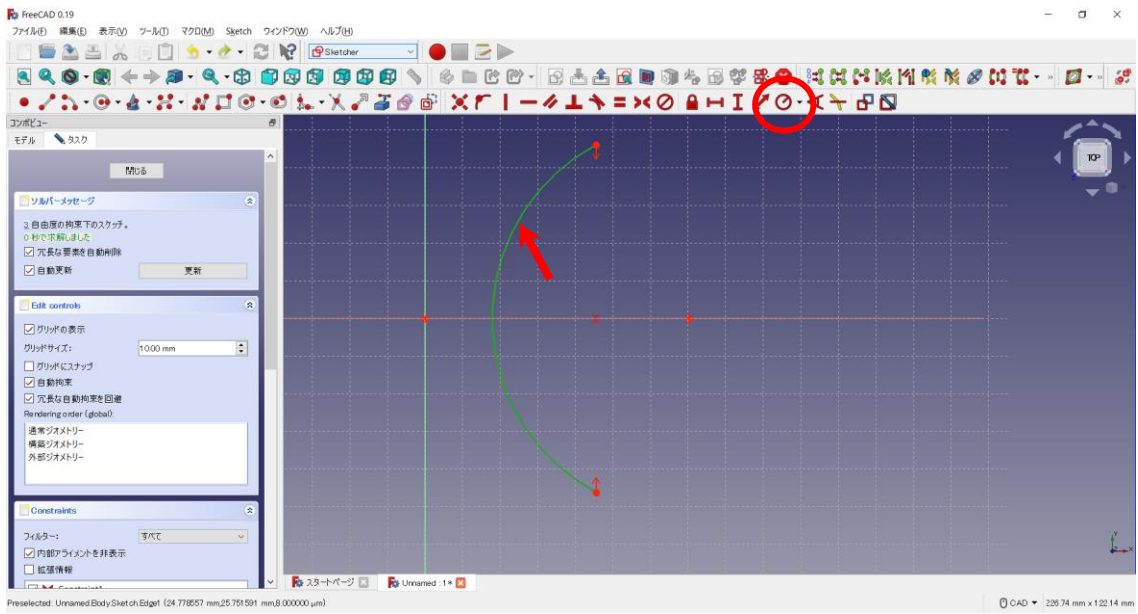 FreeCAD 0.19
ファイル(F) 編集(E) 表示(V) ツール(T) マクロ(M) Sketch ウィンドウ(W) ヘルプ(H)
Sketcher
コンボビュー
モデル タスク
閉じる
ソルバーメッセージ
3 自由度の拘束下のスケッチ。
0 秒で求解しました
冗長な要素を自動削除
自動更新 更新
Edit controls
グリッドの表示
グリッドサイズ: 10.00 mm
グリッドにスナップ
自動拘束
冗長な自動拘束を回避
Rendering order (global):
通常ジオメトリー
構築ジオメトリー
外部ジオメトリー
Constraints
フィルター: すべて
内部アライメントを非表示
拡張情報
Constraint1
TOP
Y
Z X
スタートページ Unnamed : 1*
Preselected: Unnamed.Body.Sketch.Edge1 (24.778557 mm,25.751591 mm,8.000000 μm) CAD 226.74 mm x 122.14 mm